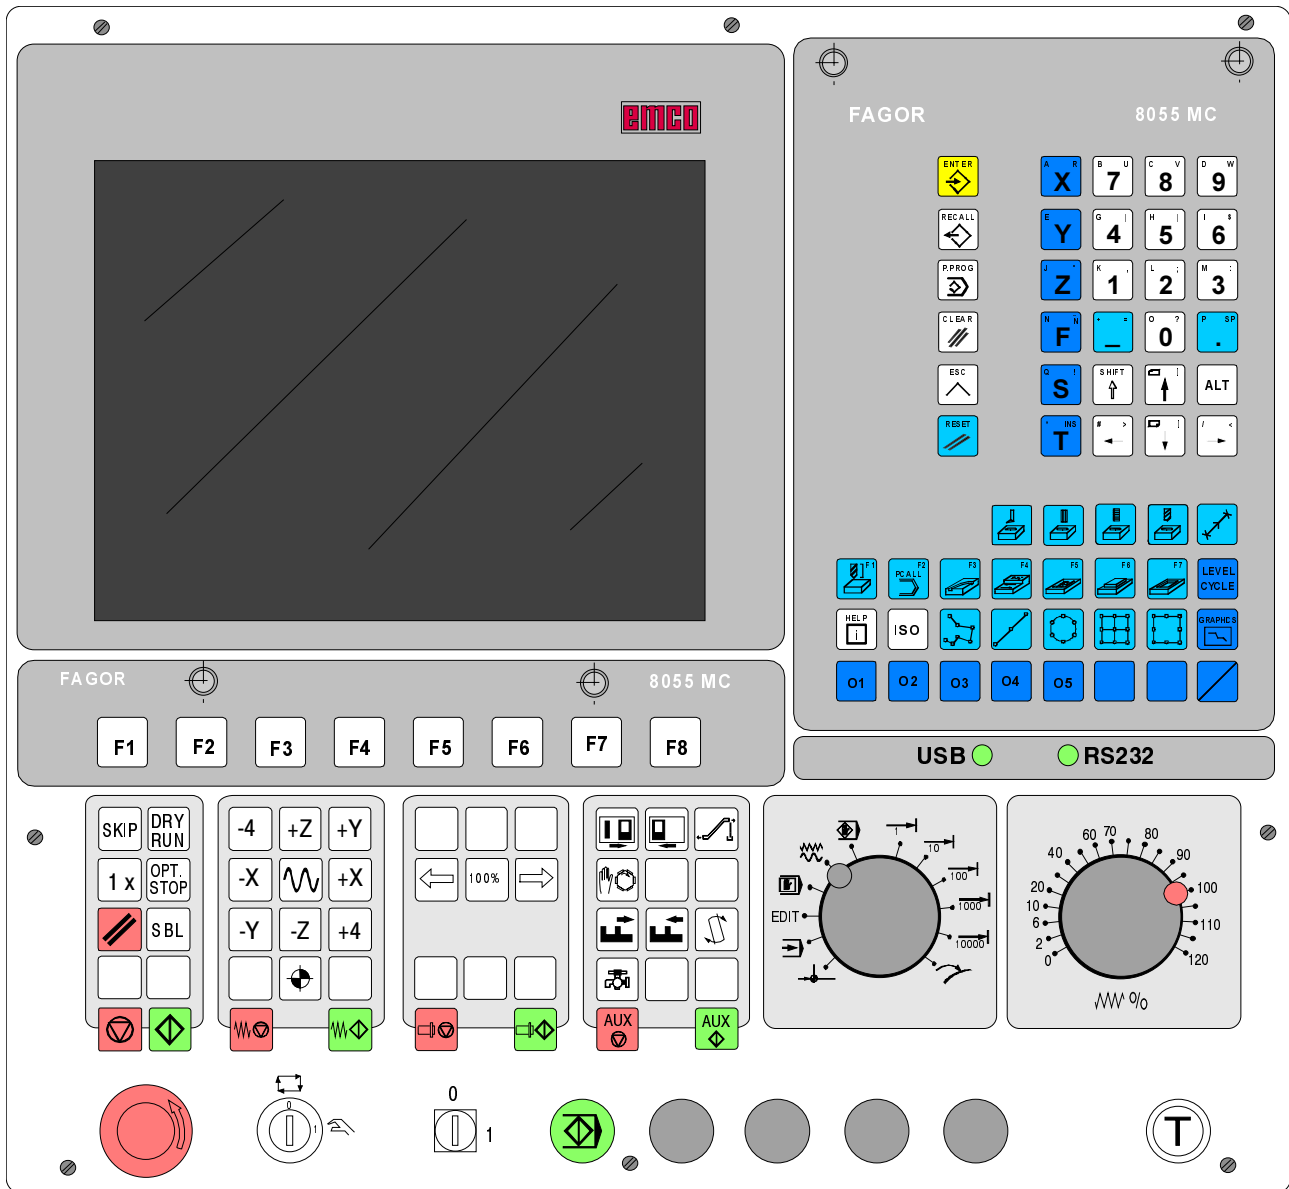 emco
FAGOR 8055 MC
ENTER
A X R
B 7 U
C 8 V
D 9 W
RECALL
E Y
G 4 |
H 5 |
I 6 $
P.PROG
J Z "
K 1 ,
L 2 ;
M 3 :
CLEAR
N F Ñ
+ _ =
O 0 ?
P . SP
ESC
Q S !
SHIFT
ALT
RESET
* T INS
# >
/ <
F1
PCALL F2
F3
F4
F5
F6
F7
LEVEL
CYCLE
HELP
i
ISO
GRAPHICS
O1 O2 O3 O4 O5
FAGOR 8055 MC
F1 F2 F3 F4 F5 F6 F7 F8
USB RS232
SKIP
DRY
RUN
1 x
OPT.
STOP
SBL
-4 +Z +Y
-X +X
-Y -Z +4
100%
AUX
AUX
EDIT
1
10
100
1000
10000
0
2
6
10
20
40
60
70
80
90
100
110
120
%
0
1
0
1
T